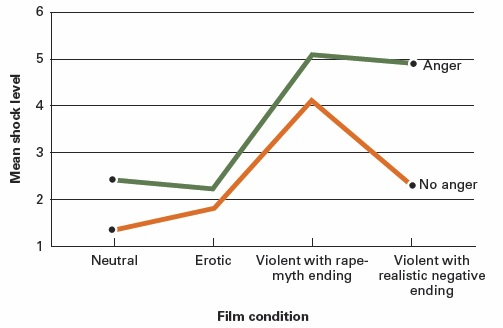 Mean shock level
6
5
4
3
2
1
Anger
No anger
Neutral
Erotic
Violent with rape-
myth ending
Violent with
realistic negative
ending
Film condition